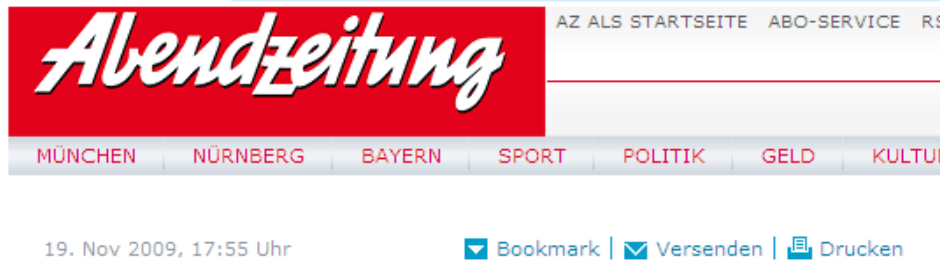 Abendzeitung
AZ ALS STARTSEITE ABO-SERVICE
MÜNCHEN NÜRNBERG BAYERN SPORT POLITIK GELD
19. Nov 2009, 17:55 Uhr Bookmark | Versenden | Drucken